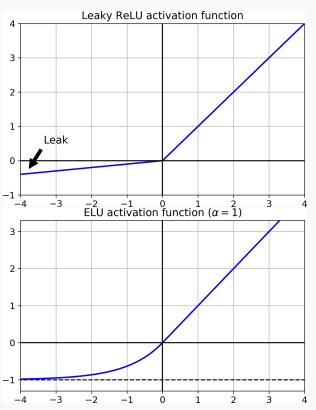 Leaky ReLU activation function
4
3
2
1
0
−1
Leak
−4 −3 −2 −1 0 1 2 3 4
ELU activation function (α = 1)
3
2
1
0
−1
−4 −3 −2 −1 0 1 2 3 4